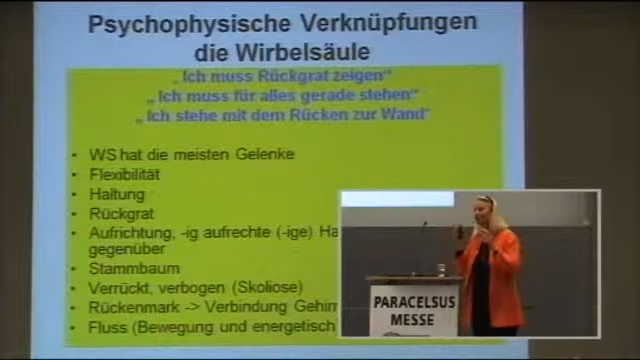 Psychophysische Verknüpfungen
die Wirbelsäule
„Ich muss Rückgrat zeigen“
„Ich muss für alles gerade stehen“
„Ich stehe mit dem Rücken zur Wand“
• WS hat die meisten Gelenke
• Flexibilität
• Haltung
• Rückgrat
• Aufrichtung, -ig aufrechte (-ige) Ha
gegenüber
• Stammbaum
• Verrückt, verbogen (Skoliose)
• Rückenmark -> Verbindung Gehirn
• Fluss (Bewegung und energetisch
PARACELSUS
MESSE